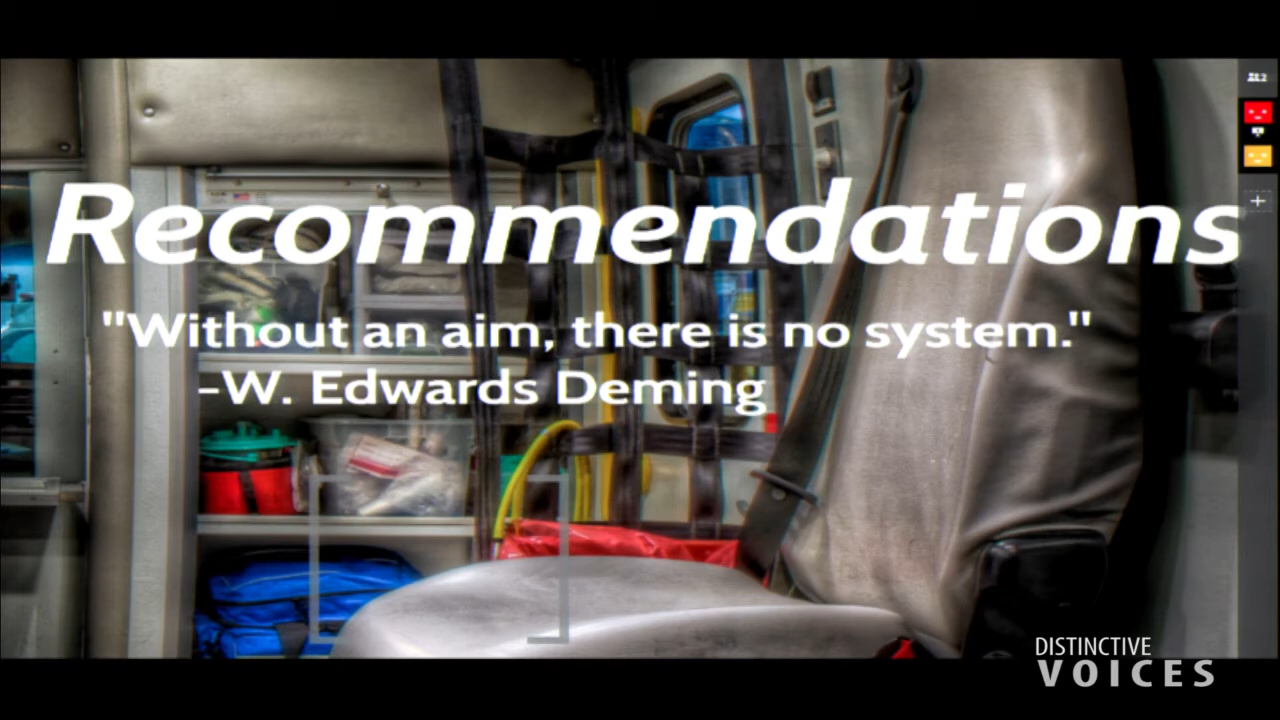 Recommendations
"Without an aim, there is no system."
–W. Edwards Deming
DISTINCTIVE
VOICES